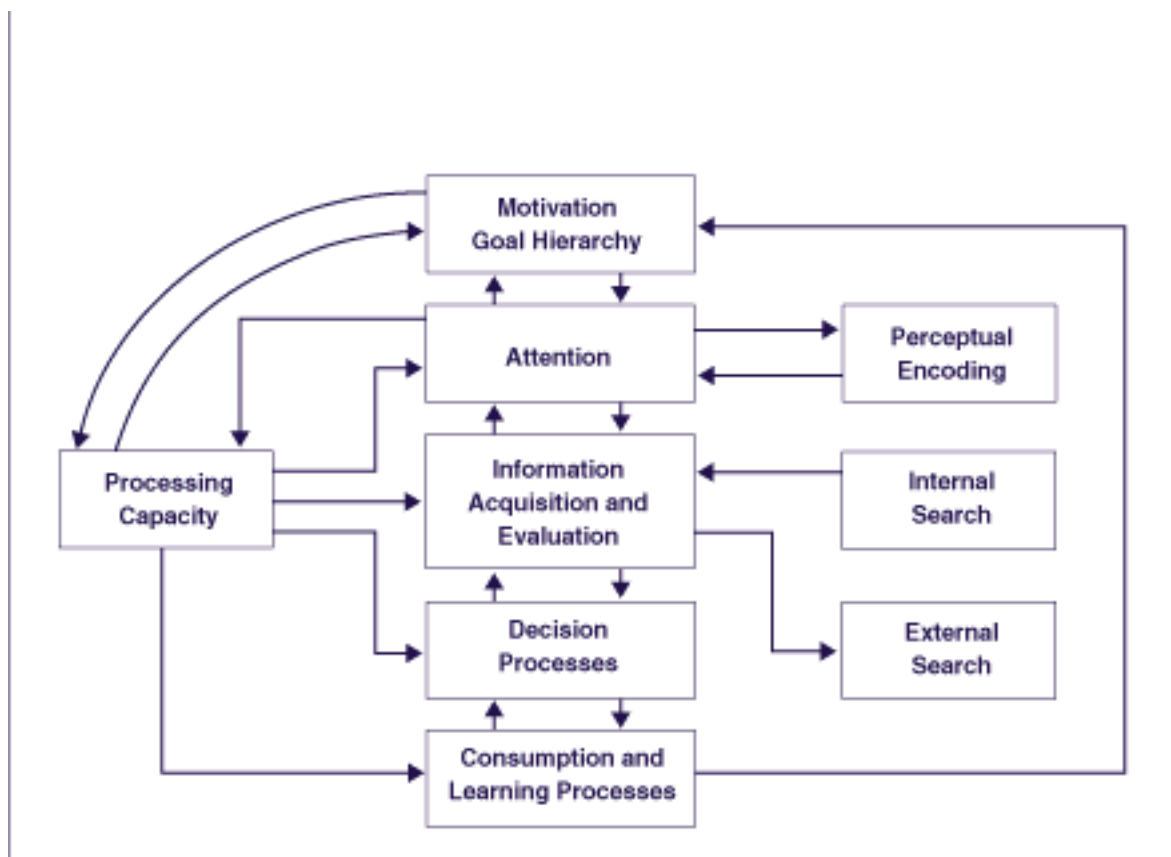 Motivation
Goal Hierarchy
Attention
Perceptual
Encoding
Processing
Capacity
Information
Acquisition and
Evaluation
Internal
Search
Decision
Processes
External
Search
Consumption and
Learning Processes